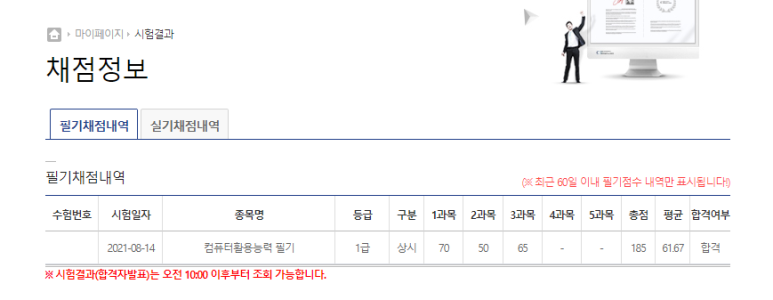 마이페이지 > 시험결과
채점정보
필기채점내역 실기채점내역
필기채점내역
(※ 최근 60일 이내 필기점수 내역만 표시됩니다!)
수험번호 시험일자 종목명 등급 구분 1과목 2과목 3과목 4과목 5과목 총점 평균 합격여부
2021-08-14 컴퓨터활용능력 필기 1급 상시 70 50 65 - - 185 61.67 합격
※ 시험결과(합격자발표)는 오전 10:00 이후부터 조회 가능합니다.